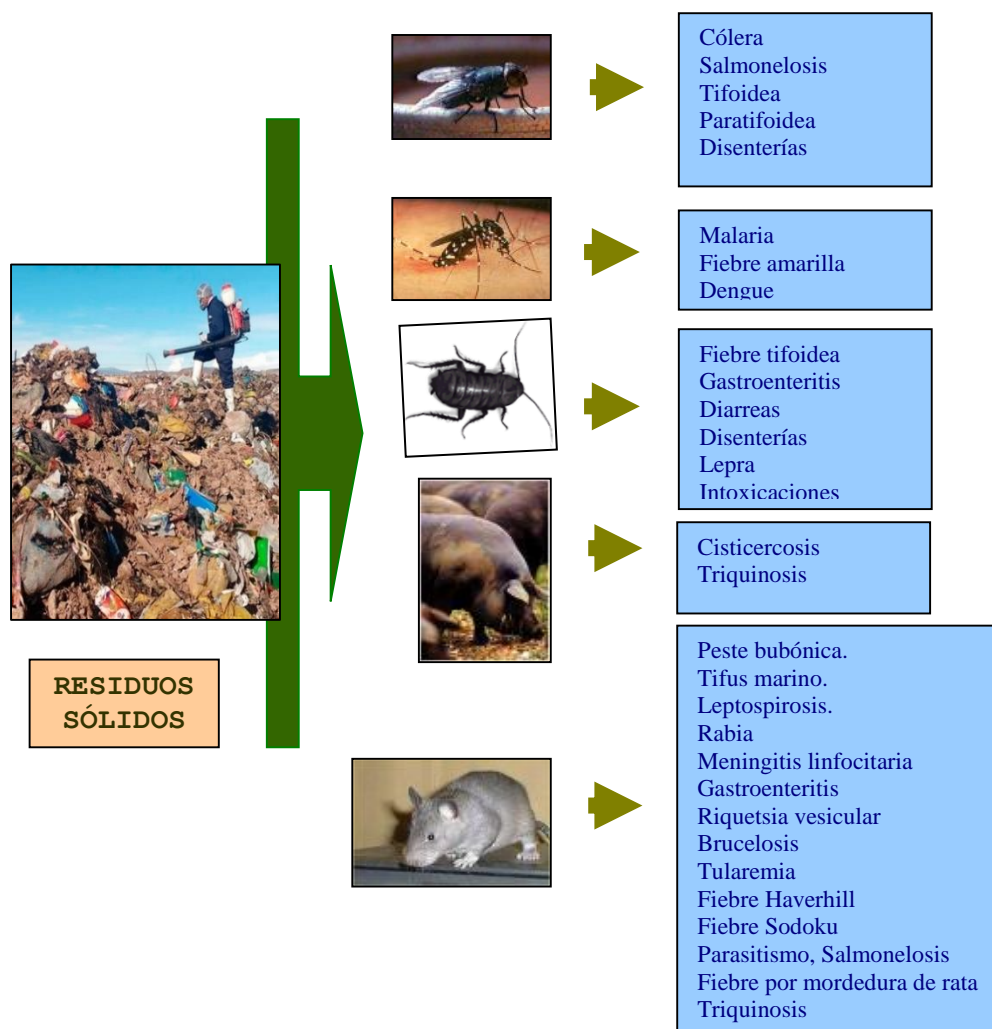 Cólera
Salmonelosis
Tifoidea
Paratifoidea
Disenterías
Malaria
Fiebre amarilla
Dengue
Fiebre tifoidea
Gastroenteritis
Diarreas
Disenterías
Lepra
Intoxicaciones
Cisticercosis
Triquinosis
RESIDUOS
SÓLIDOS
Peste bubónica.
Tifus marino.
Leptospirosis.
Rabia
Meningitis linfocitaria
Gastroenteritis
Riquetsia vesicular
Brucelosis
Tularemia
Fiebre Haverhill
Fiebre Sodoku
Parasitismo, Salmonelosis
Fiebre por mordedura de rata
Triquinosis